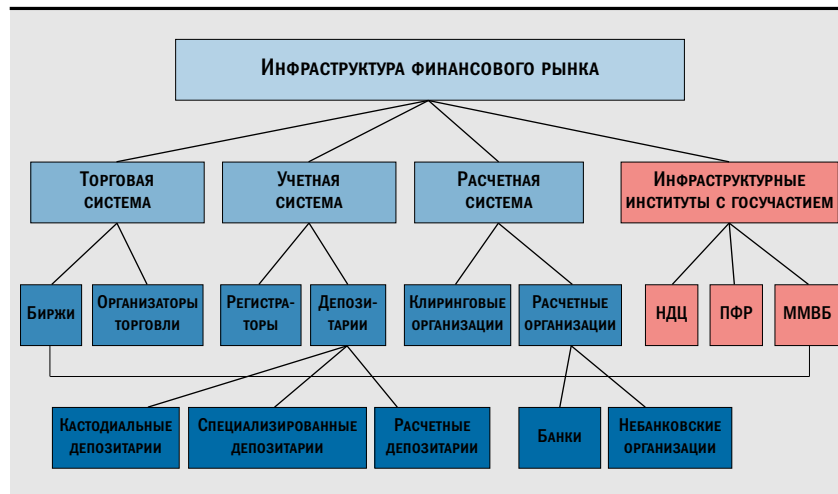 Инфраструктура финансового рынка
Торговая
система
Учетная
система
Расчетная
система
Инфраструктурные
институты с госучастием
Биржи
Организаторы
торговли
Регистра-
торы
Депози-
тарии
Клиринговые
организации
Расчетные
организации
НДЦ
ПФР
ММВБ
Кастодиальные
депозитарии
Специализированные
депозитарии
Расчетные
депозитарии
Банки
Небанковские
организации